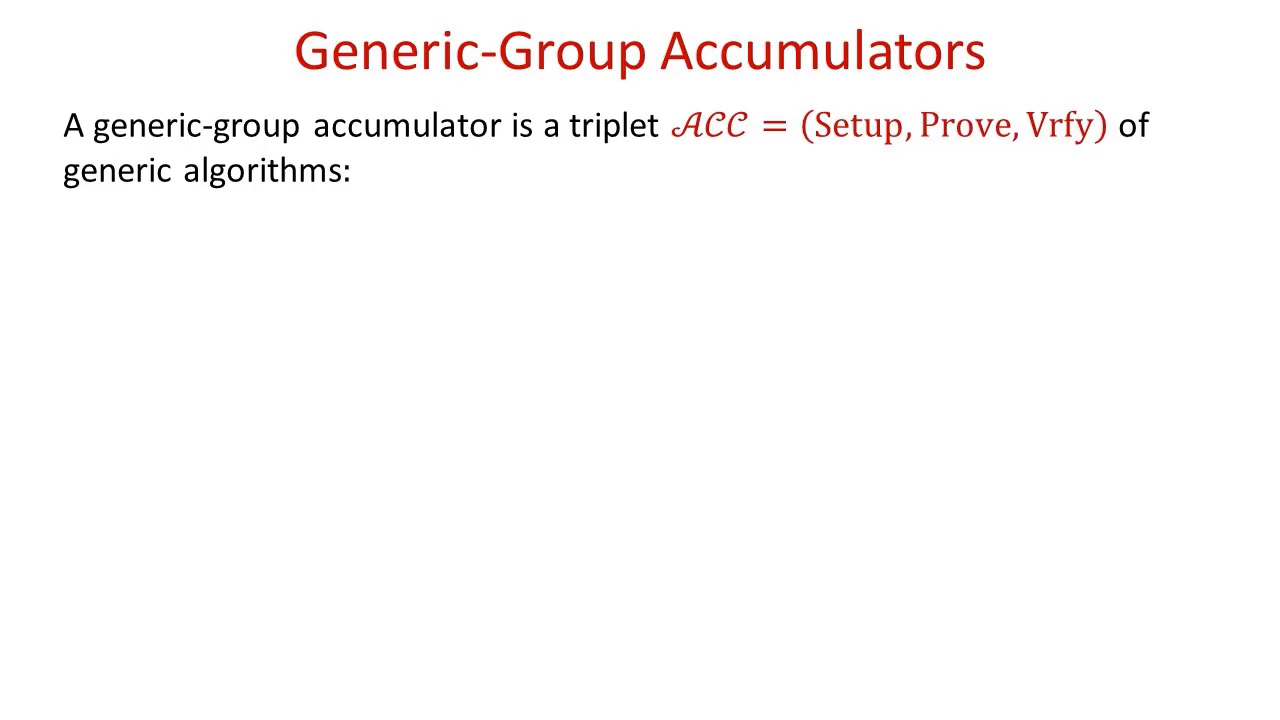 Generic-Group Accumulators
A generic-group accumulator is a triplet 𝒜𝒞𝒞 = (Setup, Prove, Vrfy) of
generic algorithms: